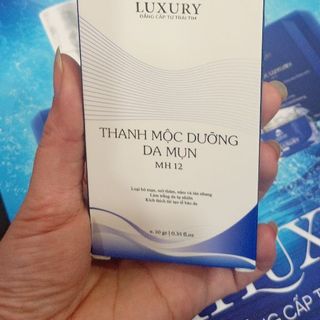 LUXURY
ĐẲNG CẤP TỪ TRÁI TIM
THANH MỘC DƯỠNG
DA MỤN
MH 12
Loại bỏ mụn, mờ thâm, nám và tàn nhang
Làm trắng da tự nhiên
Kích thích tái tạo tế bào da
e. 10 gr | 0.35 oz
CẤP T